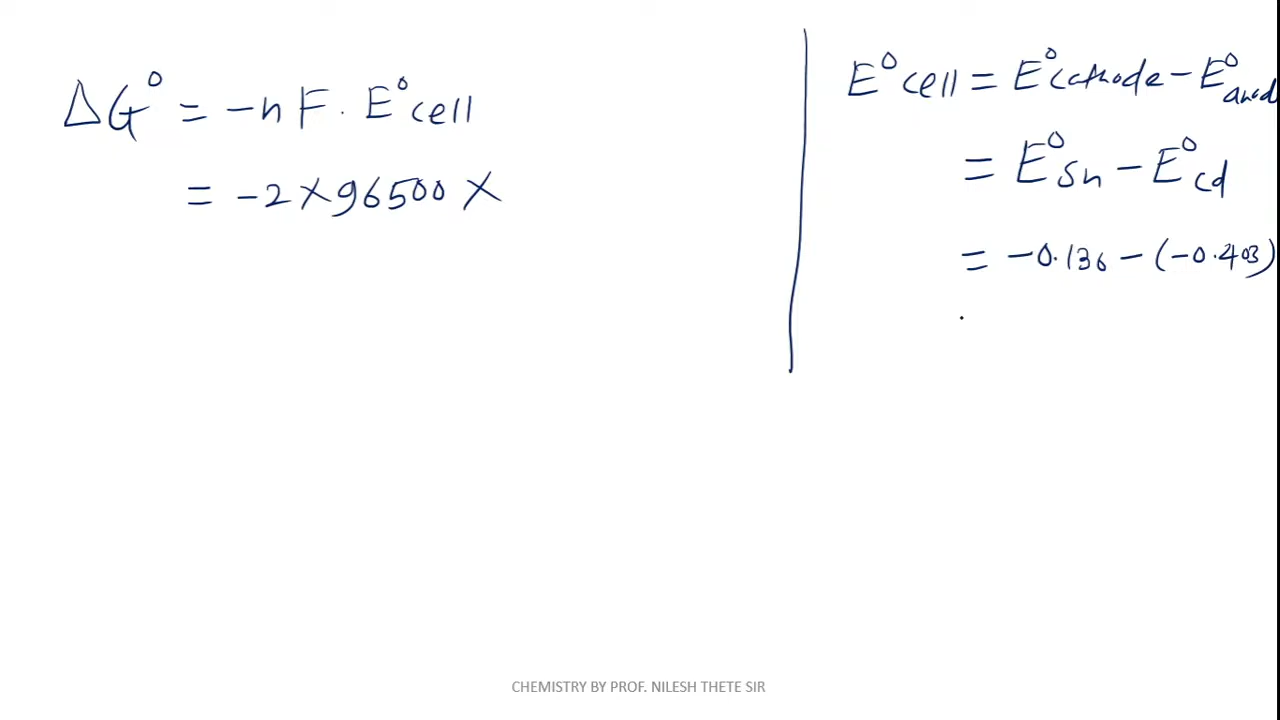 ΔG° = -nF . E°cell
= -2 × 96500 ×
E°cell = E°cathode - E°anod
= E°Sn - E°cd
= -0.136 - (-0.403)
CHEMISTRY BY PROF. NILESH THETE SIR